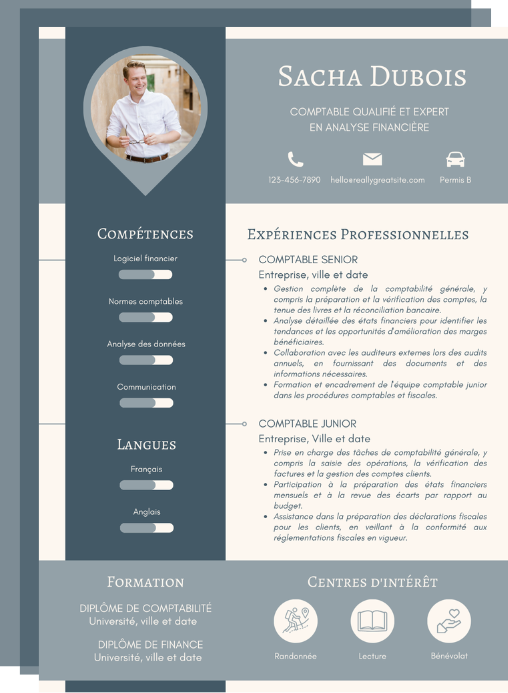 Sacha Dubois
COMPTABLE QUALIFIÉ ET EXPERT
EN ANALYSE FINANCIÈRE
123-456-7890 hello@reallygreatsite.com Permis B
Compétences
Logiciel financier
Normes comptables
Analyse des données
Communication
Langues
Français
Anglais
Expériences Professionnelles
COMPTABLE SENIOR
Entreprise, ville et date
• Gestion complète de la comptabilité générale, y
compris la préparation et la vérification des comptes, la
tenue des livres et la réconciliation bancaire.
• Analyse détaillée des états financiers pour identifier les
tendances et les opportunités d'amélioration des marges
bénéficiaires.
• Collaboration avec les auditeurs externes lors des audits
annuels, en fournissant des documents et des
informations nécessaires.
• Formation et encadrement de l'équipe comptable junior
dans les procédures comptables et fiscales.
COMPTABLE JUNIOR
Entreprise, Ville et date
• Prise en charge des tâches de comptabilité générale, y
compris la saisie des opérations, la vérification des
factures et la gestion des comptes clients.
• Participation à la préparation des états financiers
mensuels et à la revue des écarts par rapport au
budget.
• Assistance dans la préparation des déclarations fiscales
pour les clients, en veillant à la conformité aux
réglementations fiscales en vigueur.
Formation
DIPLÔME DE COMPTABILITÉ
Université, ville et date
DIPLÔME DE FINANCE
Université, ville et date
Centres d'intérêt
Randonnée Lecture Bénévolat